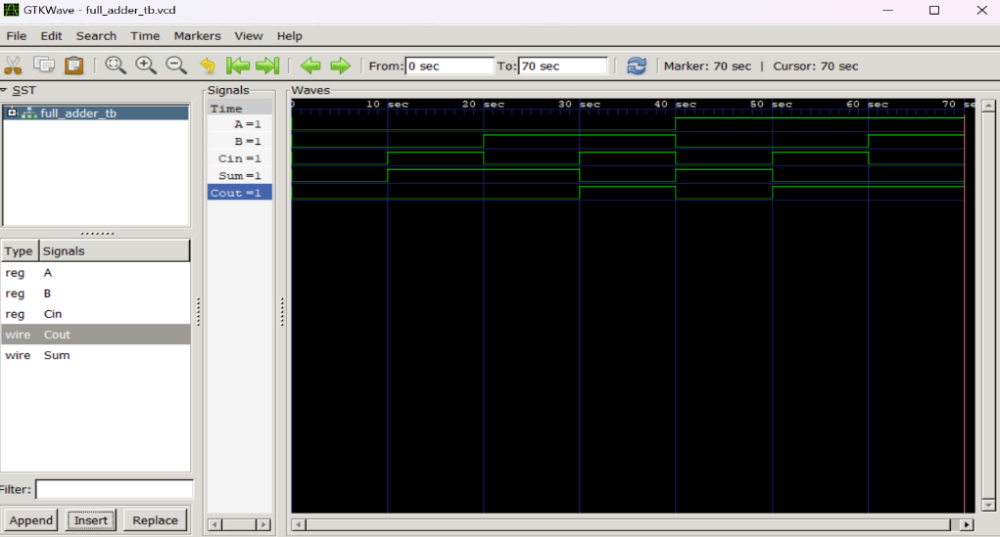 GTKWave - full_adder_tb.vcd
File Edit Search Time Markers View Help
From: 0 sec To: 70 sec Marker: 70 sec | Cursor: 70 sec
SST
full_adder_tb
Type Signals
reg A
reg B
reg Cin
wire Cout
wire Sum
Filter:
Append Insert Replace
Signals
Time
A =1
B =1
Cin =1
Sum =1
Cout =1
Waves
10 sec 20 sec 30 sec 40 sec 50 sec 60 sec 70 se